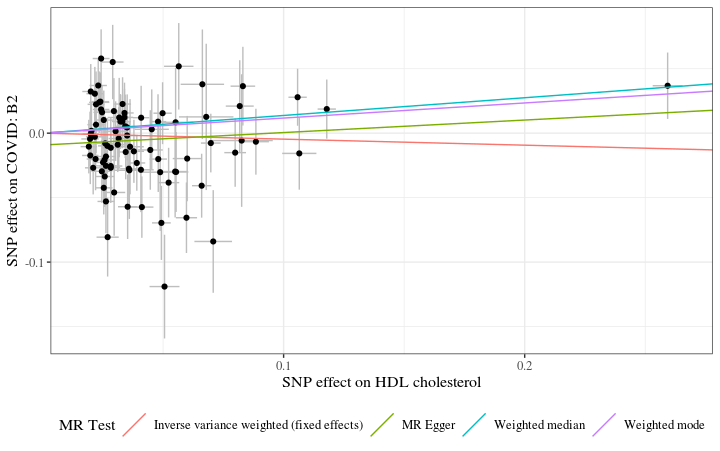 SNP effect on COVID: B2
0.0
-0.1
0.1
0.2
SNP effect on HDL cholesterol
MR Test
Inverse variance weighted (fixed effects)
MR Egger
Weighted median
Weighted mode